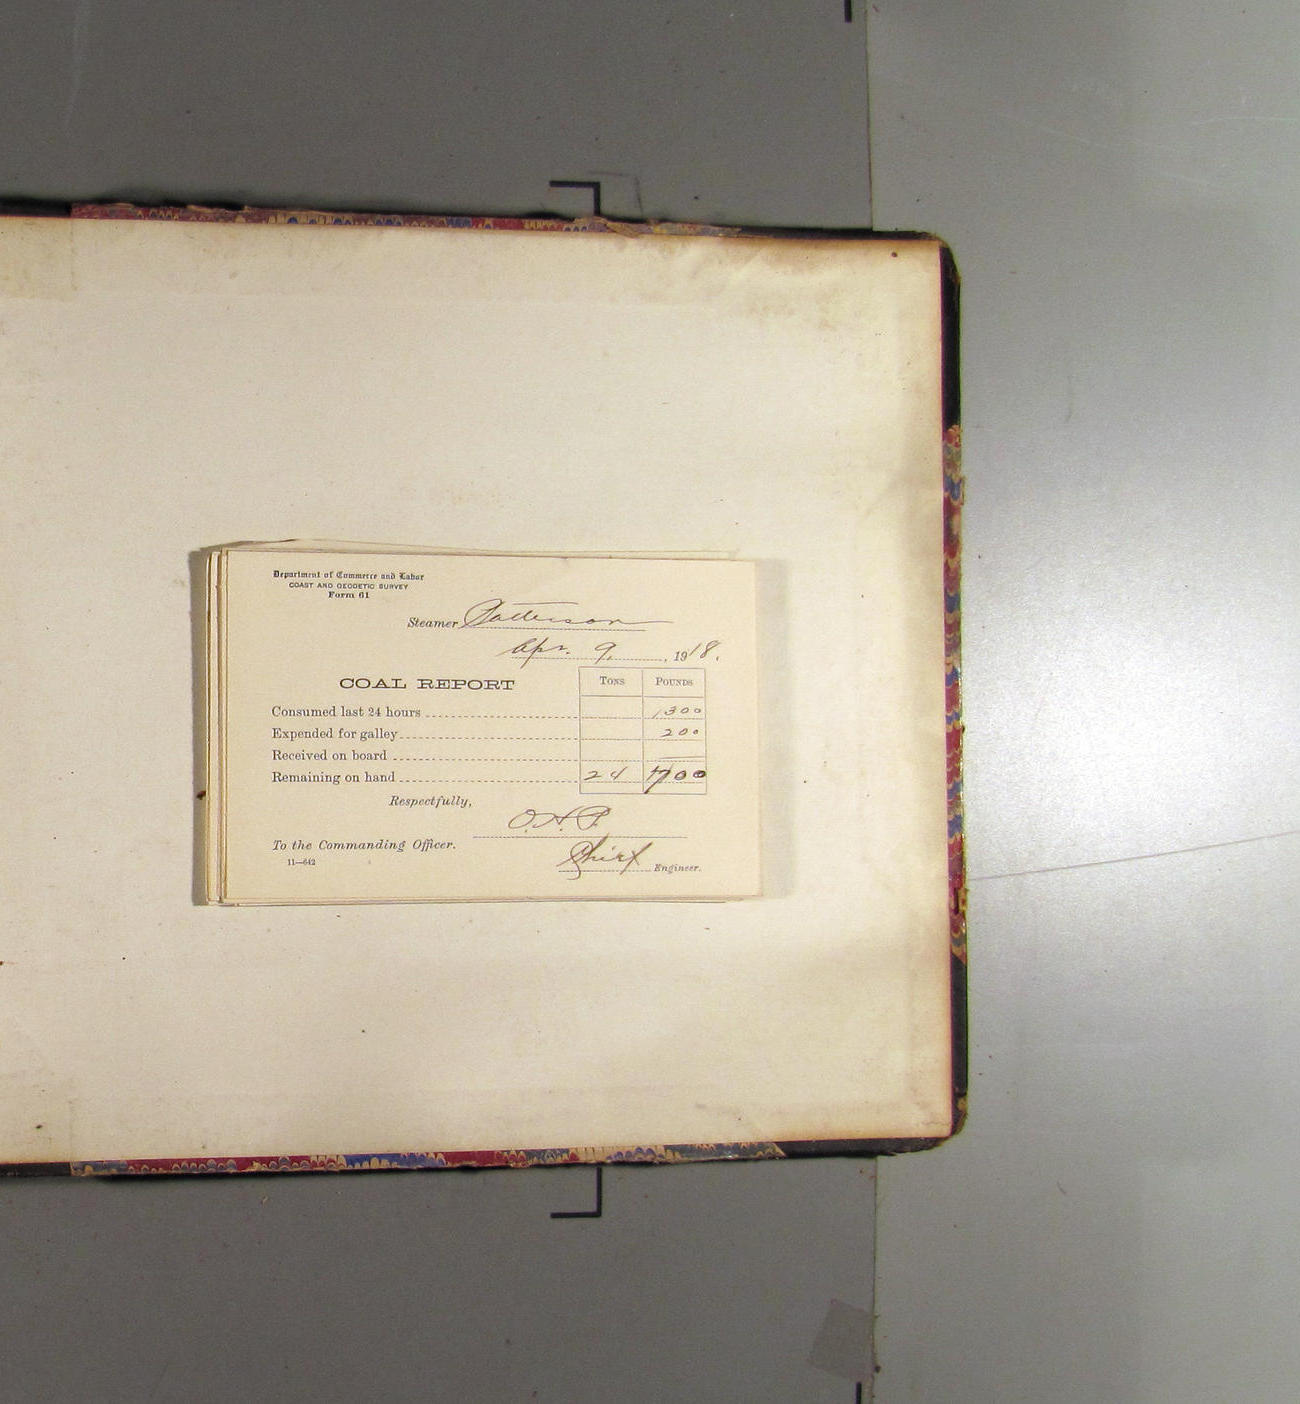 Department of Commerce and Labor
COAST AND GEODETIC SURVEY
Form 61
Steamer Patterson
Apr. 9, 1918.
COAL REPORT TONS POUNDS
Consumed last 24 hours 1300
Expended for galley 200
Received on board
Remaining on hand 24
Respectfully,
O.A.P.
To the Commanding Officer.
Chief Engineer.
11—642